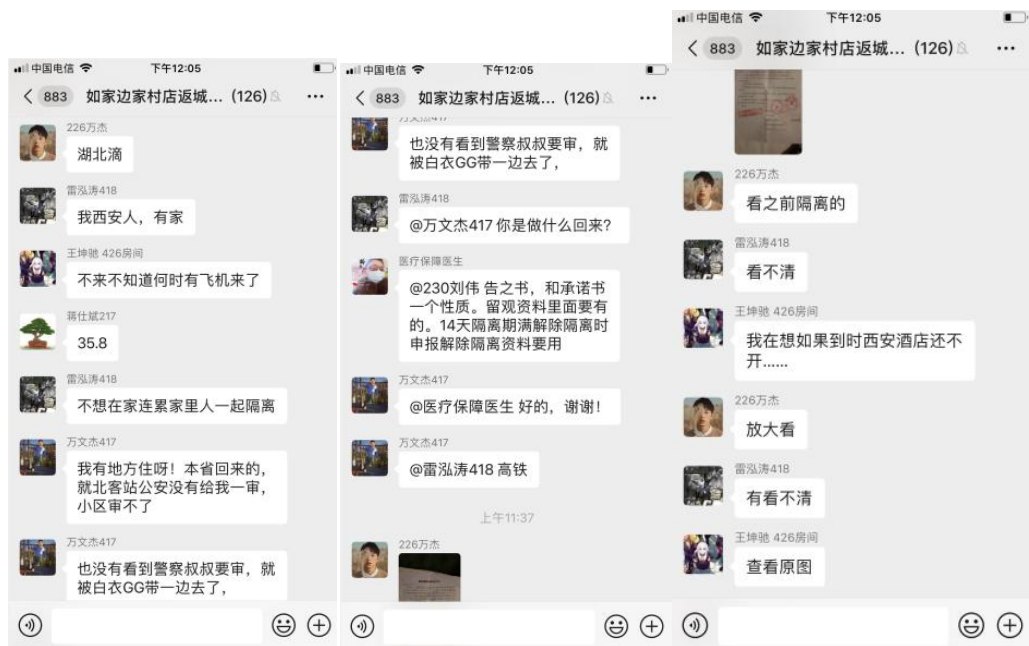 中国电信 下午12:05
883 如家边家村店返城... (126)
226万杰
湖北滴
雷泓涛418
我西安人，有家
王坤驰 426房间
不来不知道何时有飞机来了
蒋仕斌217
35.8
雷泓涛418
不想在家连累家里人一起隔离
万文杰417
我有地方住呀！本省回来的，
就北客站公安没有给我一审，
小区审不了
万文杰417
也没有看到警察叔叔要审，就
被白衣GG带一边去了，
中国电信 下午12:05
883 如家边家村店返城... (126)
万文杰417
也没有看到警察叔叔要审，就
被白衣GG带一边去了，
雷泓涛418
@万文杰417 你是做什么回来?
医疗保障医生
@230刘伟 告之书，和承诺书
一个性质。留观资料里面要有
的。14天隔离期满解除隔离时
申报解除隔离资料要用
万文杰417
@医疗保障医生 好的，谢谢！
万文杰417
@雷泓涛418 高铁
上午11:37
226万杰
中国电信 下午12:05
883 如家边家村店返城... (126)
226万杰
看之前隔离的
雷泓涛418
看不清
王坤驰 426房间
我在想如果到时西安酒店还不
开......
226万杰
放大看
雷泓涛418
有看不清
王坤驰 426房间
查看原图